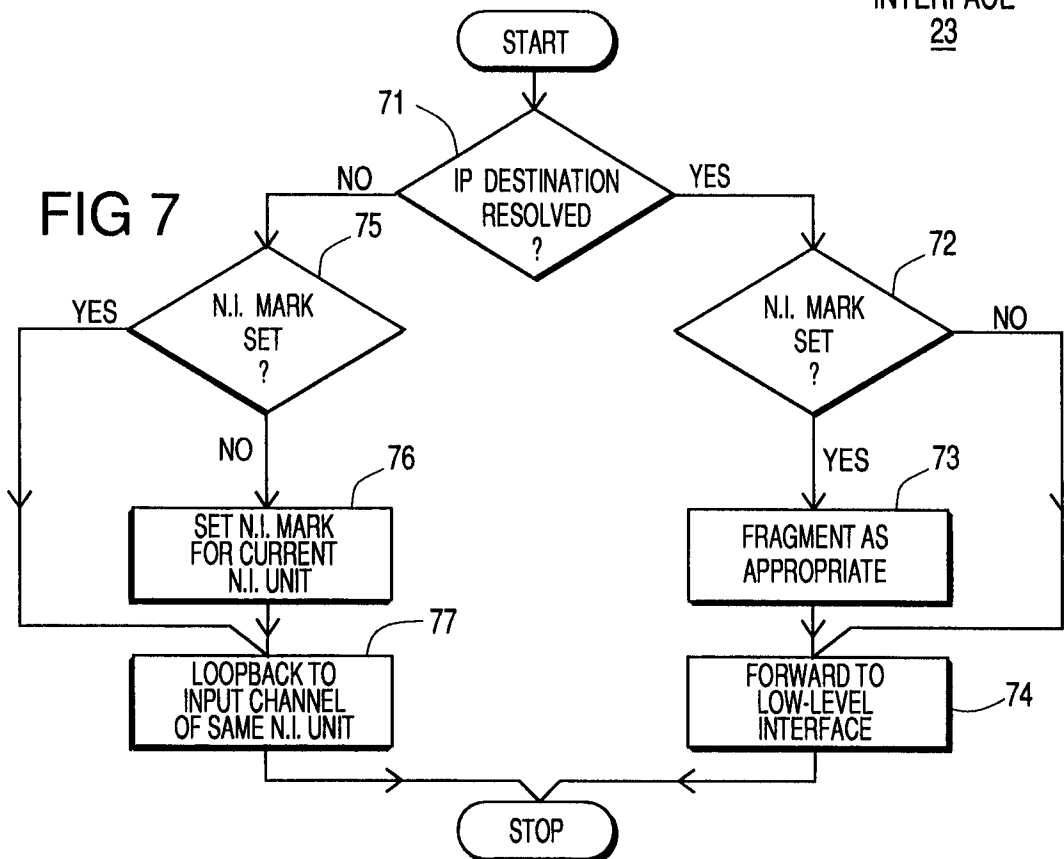 INTERFACE
23
START
71
IP DESTINATION
RESOLVED
?
NO
YES
FIG 7
75
72
N.I. MARK
SET
?
YES
NO
N.I. MARK
SET
?
NO
YES
76
SET N.I. MARK
FOR CURRENT
N.I. UNIT
73
FRAGMENT AS
APPROPRIATE
77
LOOPBACK TO
INPUT CHANNEL
OF SAME N.I. UNIT
FORWARD TO
LOW-LEVEL
INTERFACE
74
STOP